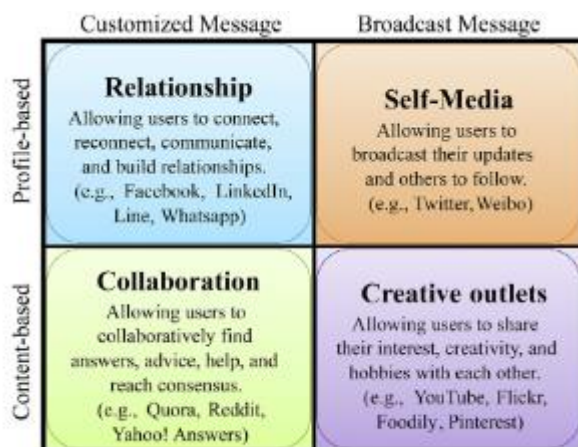 Customized Message
Broadcast Message
Profile-based
Relationship
Allowing users to connect,
reconnect, communicate,
and build relationships.
(e.g., Facebook, LinkedIn,
Line, Whatsapp)
Self-Media
Allowing users to
broadcast their updates
and others to follow.
(e.g., Twitter, Weibo)
Content-based
Collaboration
Allowing users to
collaboratively find
answers, advice, help, and
reach consensus.
(e.g., Quora, Reddit,
Yahoo! Answers)
Creative outlets
Allowing users to share
their interest, creativity, and
hobbies with each other.
(e.g., YouTube, Flickr,
Foodily, Pinterest)